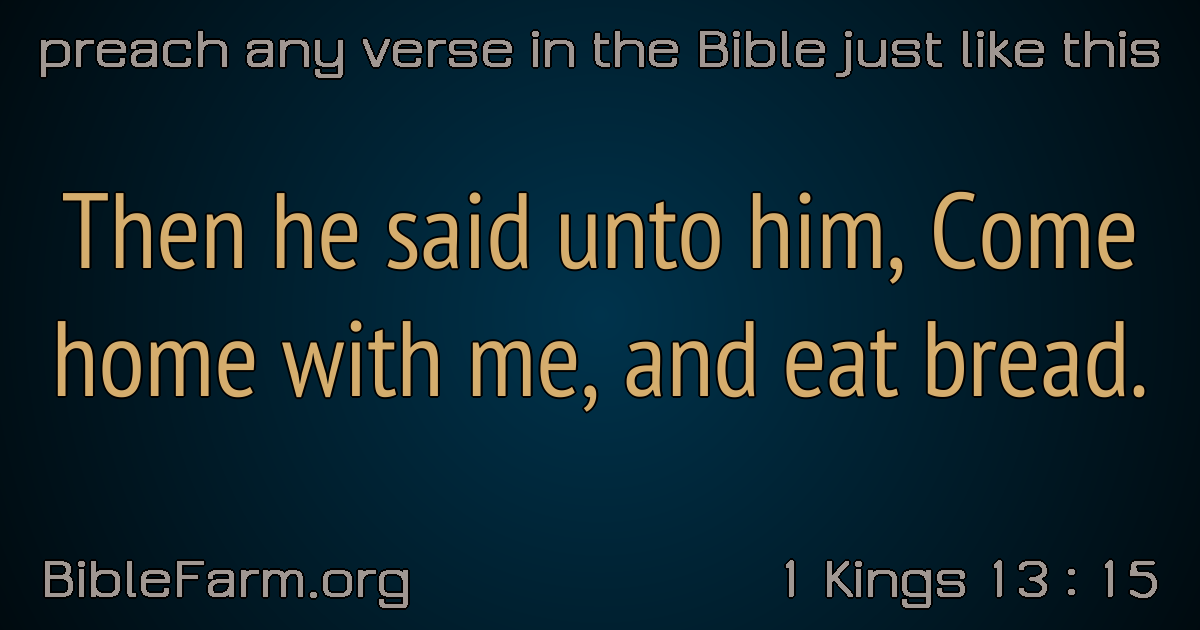 preach any verse in the Bible just like this
Then he said unto him, Come
home with me, and eat bread.
BibleFarm.org
1 Kings 13 : 15